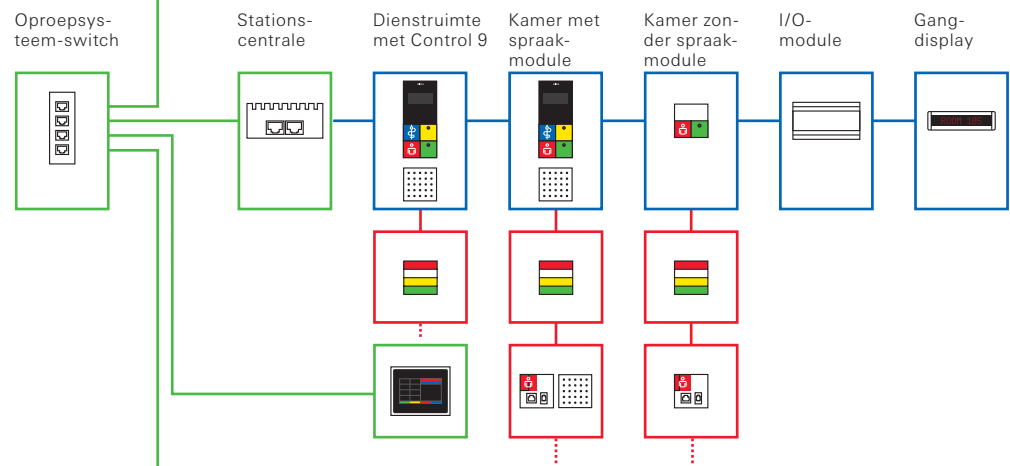 Oproepsys-
teem-switch
Stations-
centrale
Dienstruimte
met Control 9
Kamer met
spraak-
module
Kamer zon-
der spraak-
module
I/O-
module
Gang-
display
ROOM 105